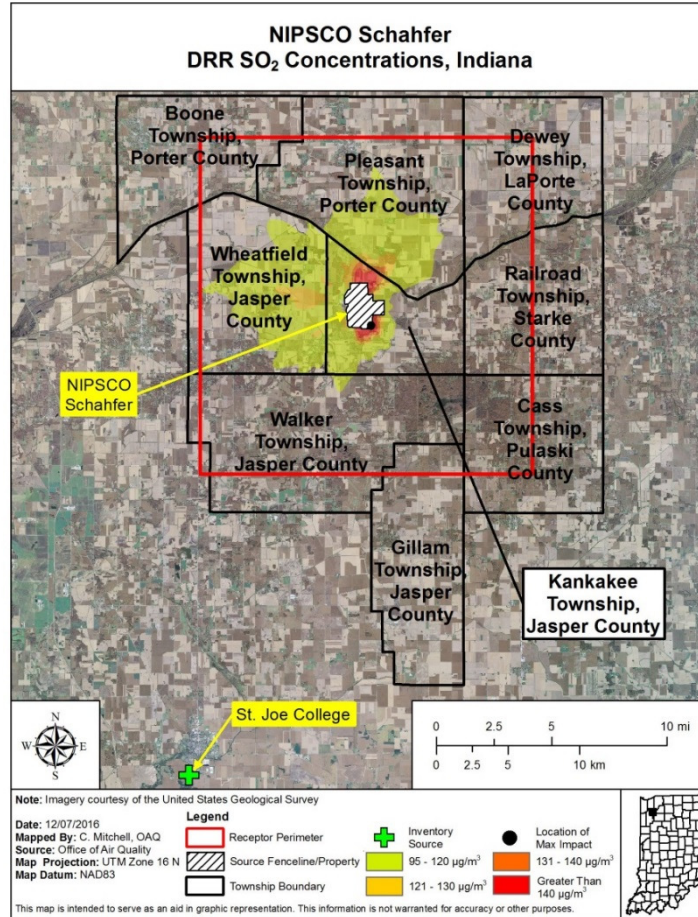 NIPSCO Schahfer
DRR SO₂ Concentrations, Indiana
Boone
Township,
Porter County
Pleasant
Township,
Porter County
Dewey
Township,
LaPorte
County
Wheatfield
Township,
Jasper
County
Railroad
Township,
Starke
County
NIPSCO
Schahfer
Walker
Township,
Jasper County
Cass
Township,
Pulaski
County
Gillam
Township,
Jasper
County
Kankakee
Township,
Jasper County
St. Joe College
N
W E
S
0 2.5 5 10 mi
0 2.5 5 10 km
Note: Imagery courtesy of the United States Geological Survey
Date: 12/07/2016
Mapped By: C. Mitchell, OAQ
Source: Office of Air Quality
Map Projection: UTM Zone 16 N
Map Datum: NAD83
Legend
Receptor Perimeter
Source Fenceline/Property
Township Boundary
Inventory
Source
95 - 120 µg/m³
121 - 130 µg/m³
Location of
Max Impact
131 - 140 µg/m³
Greater Than
140 µg/m³
This map is intended to serve as an aid in graphic representation. This information is not warranted for accuracy or other purposes.